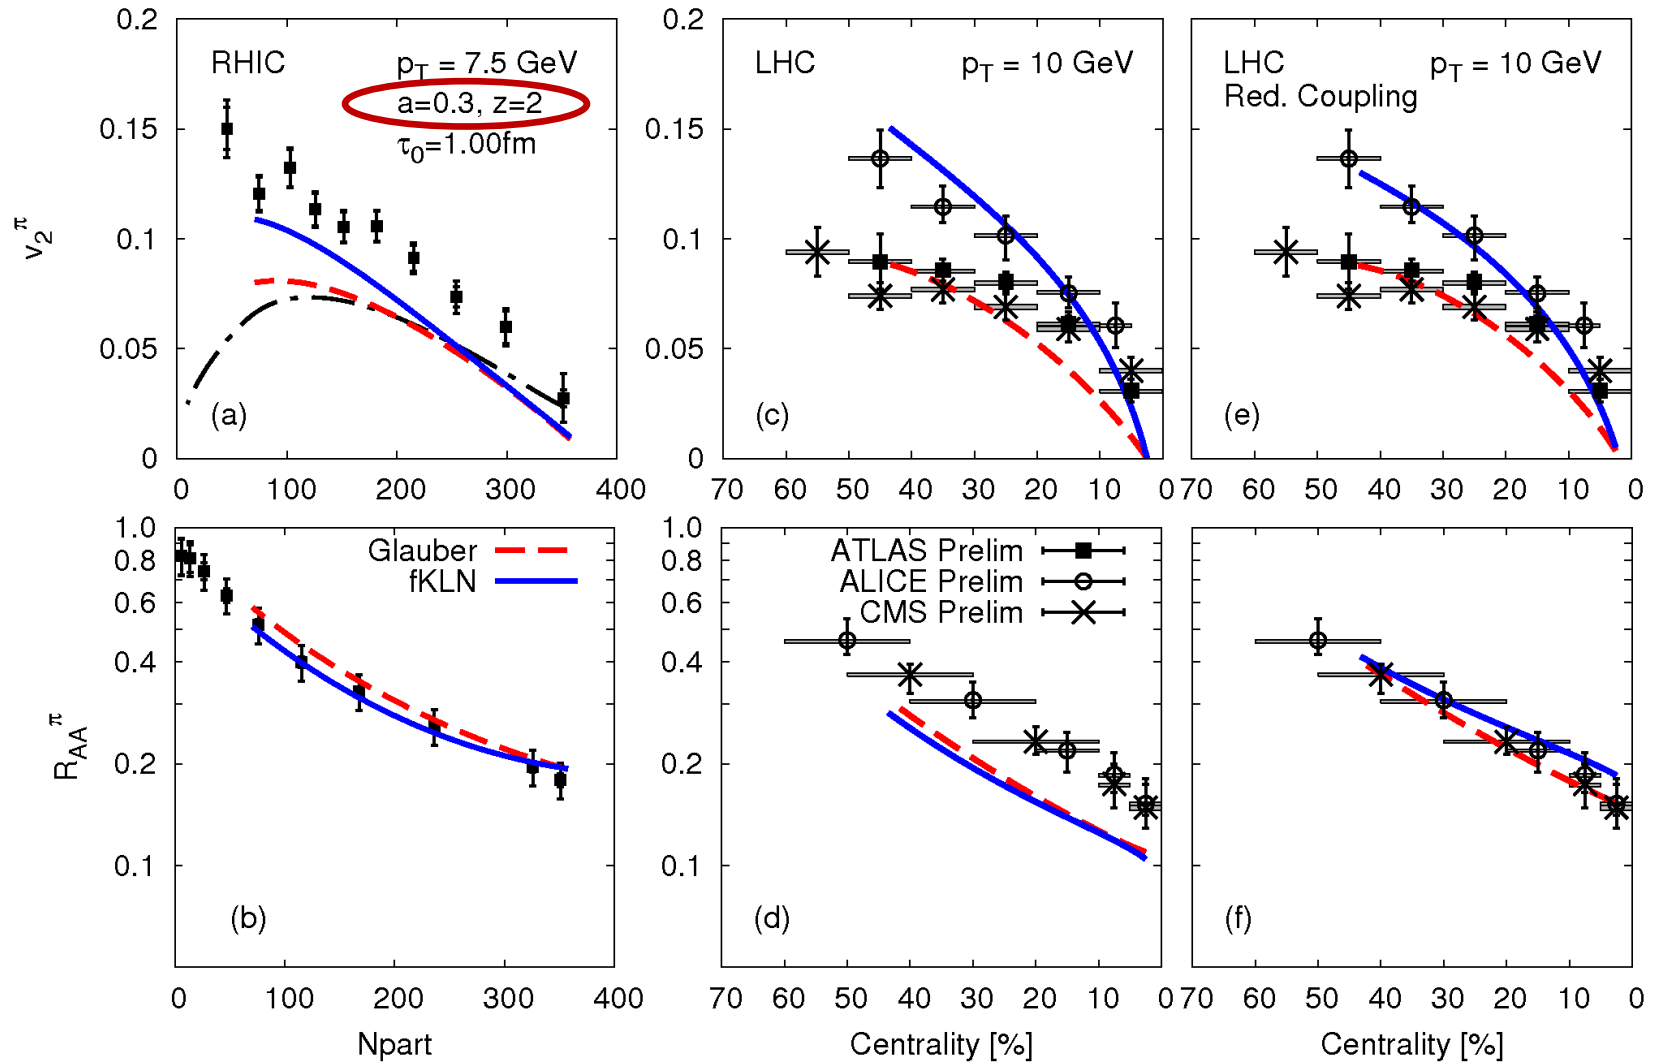 0.2
0.15
0.1
0.05
0
v₂^π
RHIC
p_T = 7.5 GeV
a=0.3, z=2
τ₀=1.00fm
(a)
0 100 200 300 400
0.2
0.15
0.1
0.05
0
LHC p_T = 10 GeV
(c)
70 60 50 40 30 20 10 0
LHC p_T = 10 GeV
Red. Coupling
(e)
70 60 50 40 30 20 10 0
1.0
0.8
0.6
0.4
0.2
0.1
R_AA^π
Glauber
fKLN
(b)
0 100 200 300 400
Npart
1.0
0.8
0.6
0.4
0.2
0.1
ATLAS Prelim
ALICE Prelim
CMS Prelim
(d)
70 60 50 40 30 20 10 0
Centrality [%]
(f)
70 60 50 40 30 20 10 0
Centrality [%]